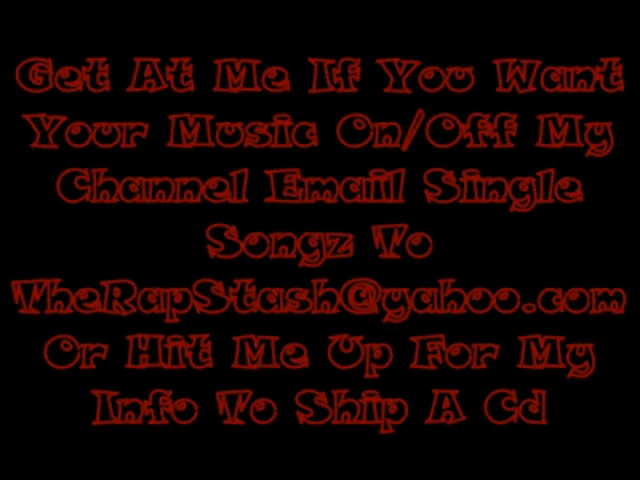 Get At Me If You Want
Your Music On/Off My
Channel Email Single
Songz To
TheRapStash@yahoo.com
Or Hit Me Up For My
Info To Ship A Cd